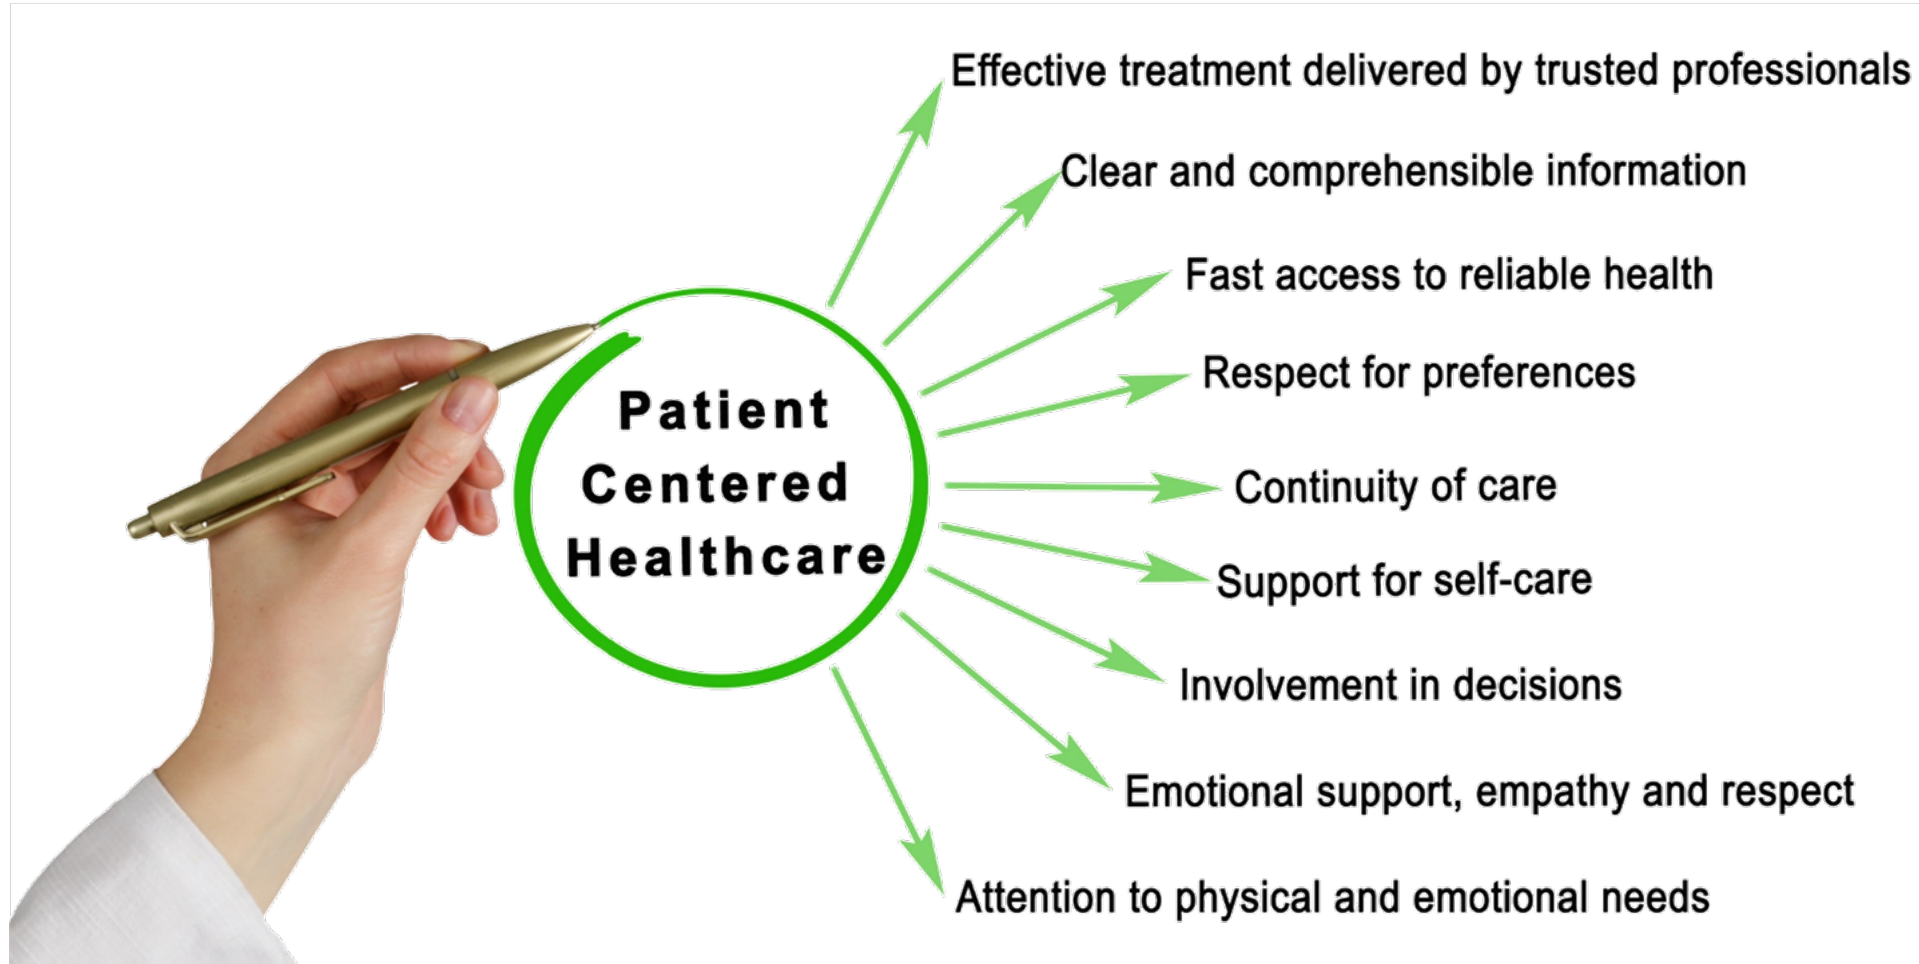 Effective treatment delivered by trusted professionals
Clear and comprehensible information
Fast access to reliable health
Respect for preferences
Patient
Centered
Healthcare
Continuity of care
Support for self-care
Involvement in decisions
Emotional support, empathy and respect
Attention to physical and emotional needs